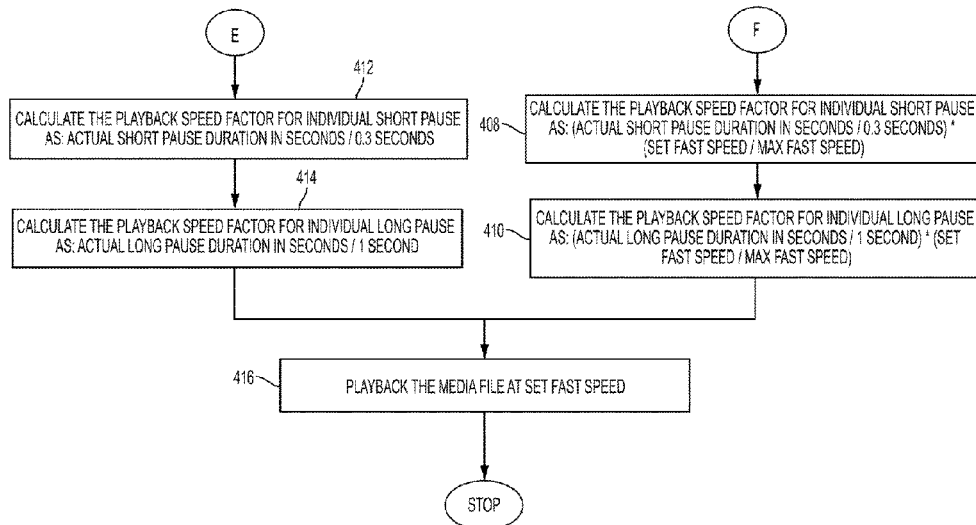 E
412
CALCULATE THE PLAYBACK SPEED FACTOR FOR INDIVIDUAL SHORT PAUSE
AS: ACTUAL SHORT PAUSE DURATION IN SECONDS / 0.3 SECONDS
414
CALCULATE THE PLAYBACK SPEED FACTOR FOR INDIVIDUAL LONG PAUSE
AS: ACTUAL LONG PAUSE DURATION IN SECONDS / 1 SECOND
F
408
CALCULATE THE PLAYBACK SPEED FACTOR FOR INDIVIDUAL SHORT PAUSE
AS: (ACTUAL SHORT PAUSE DURATION IN SECONDS / 0.3 SECONDS) *
(SET FAST SPEED / MAX FAST SPEED)
410
CALCULATE THE PLAYBACK SPEED FACTOR FOR INDIVIDUAL LONG PAUSE
AS: (ACTUAL LONG PAUSE DURATION IN SECONDS / 1 SECOND) * (SET
FAST SPEED / MAX FAST SPEED)
416
PLAYBACK THE MEDIA FILE AT SET FAST SPEED
STOP